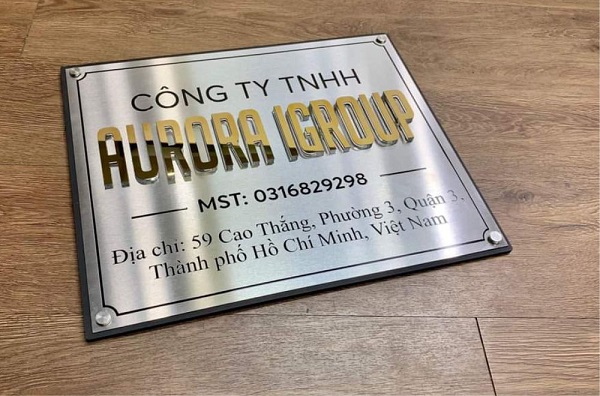 CÔNG TY TNHH
AURORA IGROUP
MST: 0316829298
Địa chỉ: 59 Cao Thắng, Phường 3, Quận 3,
Thành phố Hồ Chí Minh, Việt Nam